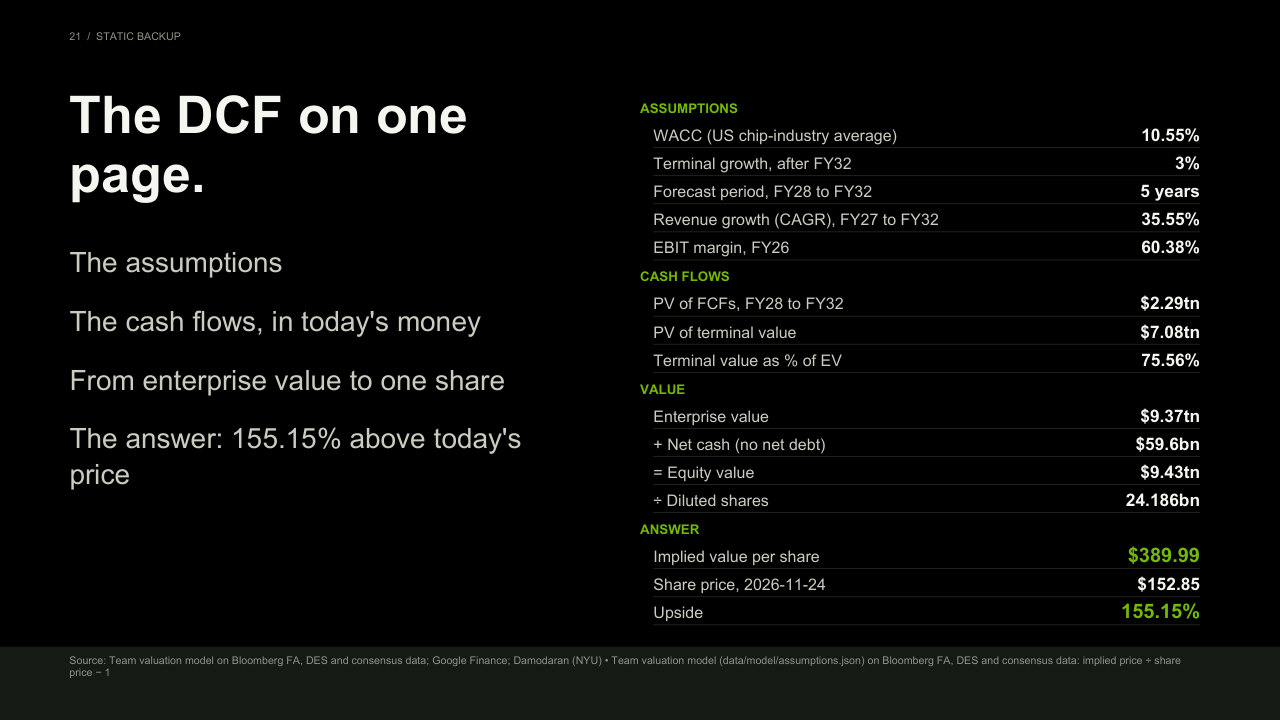 21 / STATIC BACKUP
The DCF on one
page.
The assumptions
The cash flows, in today's money
From enterprise value to one share
The answer: 155.15% above today's
price
ASSUMPTIONS
WACC (US chip-industry average) 10.55%
Terminal growth, after FY32 3%
Forecast period, FY28 to FY32 5 years
Revenue growth (CAGR), FY27 to FY32 35.55%
EBIT margin, FY26 60.38%
CASH FLOWS
PV of FCFs, FY28 to FY32 $2.29tn
PV of terminal value $7.08tn
Terminal value as % of EV 75.56%
VALUE
Enterprise value $9.37tn
+ Net cash (no net debt) $59.6bn
= Equity value $9.43tn
÷ Diluted shares 24.186bn
ANSWER
Implied value per share $389.99
Share price, 2026-11-24 $152.85
Upside 155.15%
Source: Team valuation model on Bloomberg FA, DES and consensus data; Google Finance; Damodaran (NYU) • Team valuation model (data/model/assumptions.json) on Bloomberg FA, DES and consensus data: implied price ÷ share
price − 1